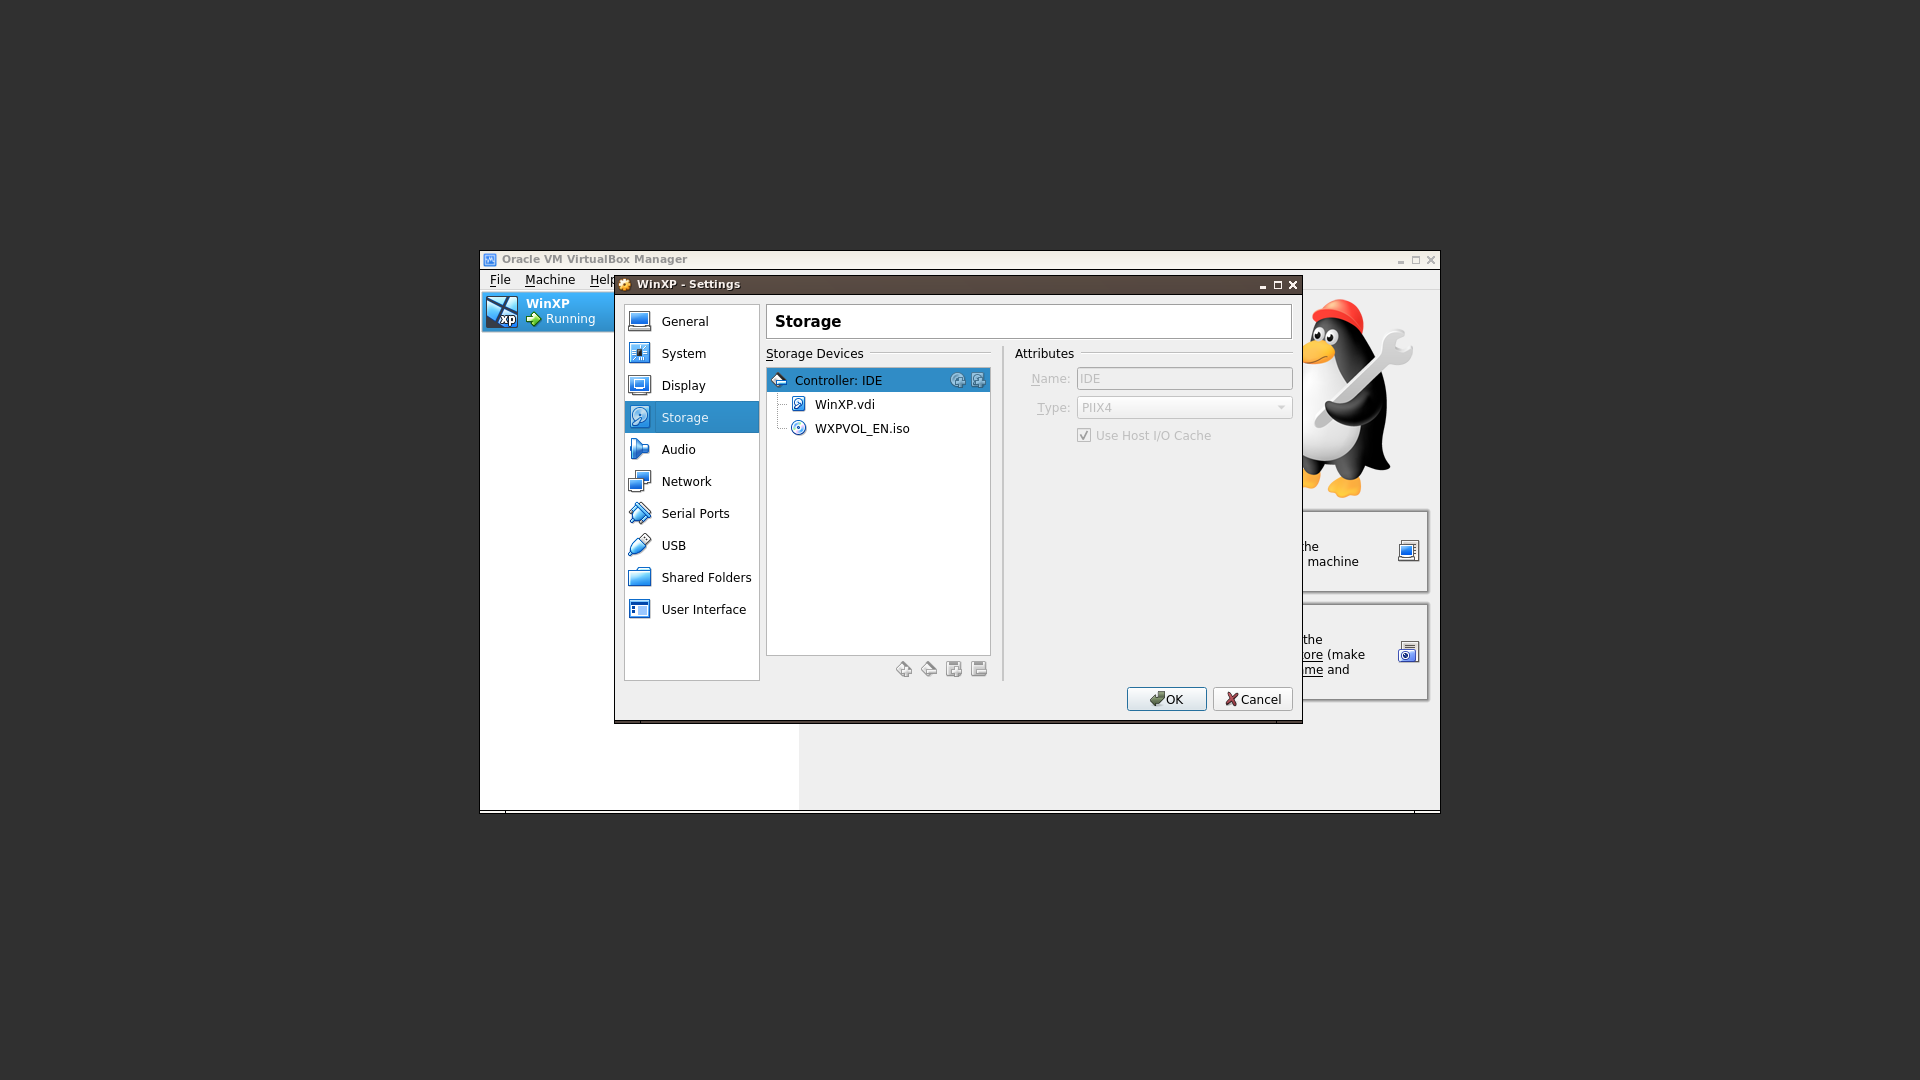 Oracle VM VirtualBox Manager
File Machine Help
WinXP
Running
xp
WinXP - Settings
General
System
Display
Storage
Audio
Network
Serial Ports
USB
Shared Folders
User Interface
Storage
Storage Devices
Controller: IDE
WinXP.vdi
WXPVOL_EN.iso
Attributes
Name: IDE
Type: PIIX4
Use Host I/O Cache
OK
Cancel
the
machine
the
ore (make
me and